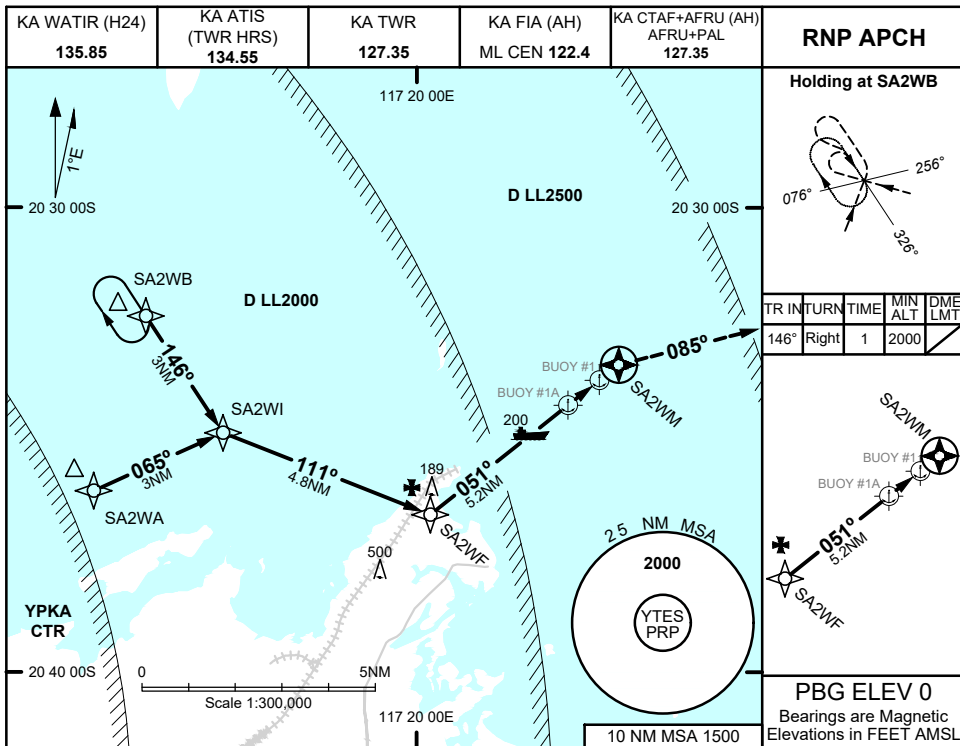 KA WATIR (H24)
135.85
KA ATIS
(TWR HRS)
134.55
KA TWR
127.35
KA FIA (AH)
ML CEN 122.4
KA CTAF+AFRU (AH)
AFRU+PAL
127.35
RNP APCH
117 20 00E
1°E
20 30 00S
20 30 00S
D LL2500
D LL2000
SA2WB
146°
3NM
SA2WI
065°
3NM
SA2WA
111°
4.8NM
189
500
SA2WF
051°
5.2NM
200
BUOY #1A
BUOY #1
SA2WM
085°
YPKA
CTR
20 40 00S
0
5NM
Scale 1:300,000
117 20 00E
25 NM MSA
2000
YTES
PRP
10 NM MSA 1500
Holding at SA2WB
256°
076°
326°
TR IN TURN TIME MIN ALT DME LMT
146° Right 1 2000
SA2WM
BUOY #1
BUOY #1A
051°
5.2NM
SA2WF
PBG ELEV 0
Bearings are Magnetic
Elevations in FEET AMSL